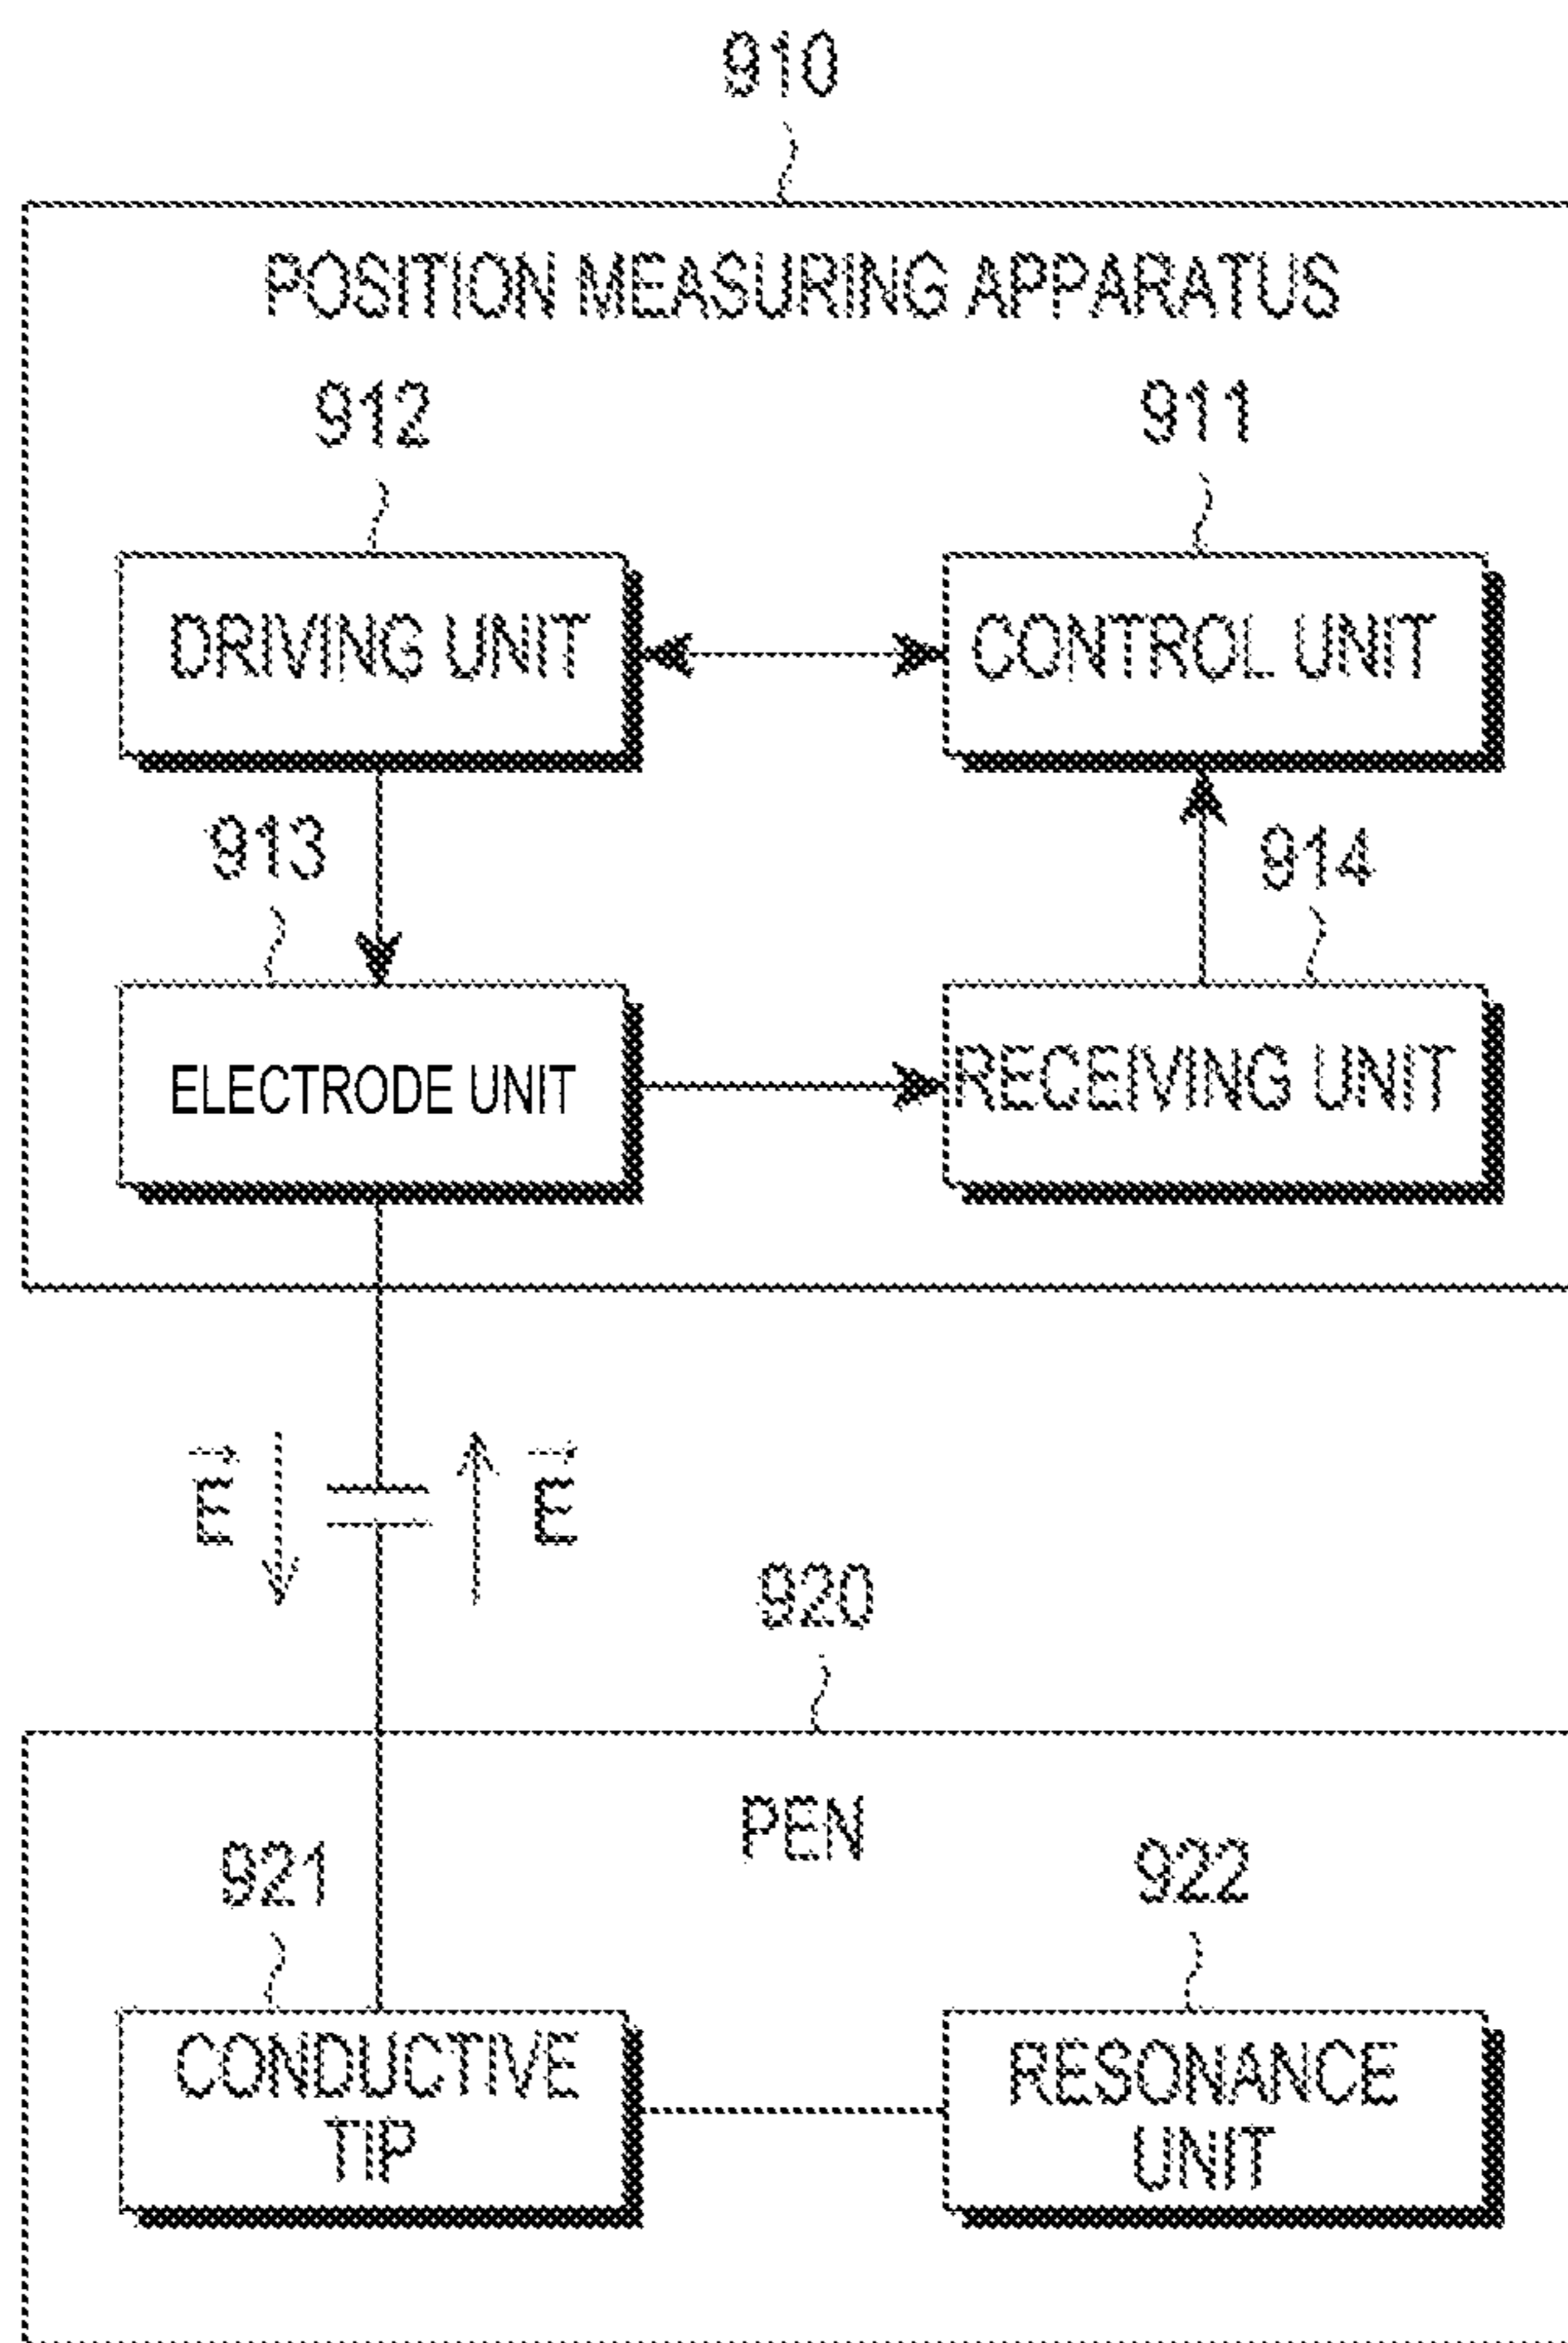 910
POSITION MEASURING APPARATUS
912
911
DRIVING UNIT
CONTROL UNIT
913
914
ELECTRODE UNIT
RECEIVING UNIT
E⃗
E⃗
920
PEN
921
922
CONDUCTIVE
TIP
RESONANCE
UNIT